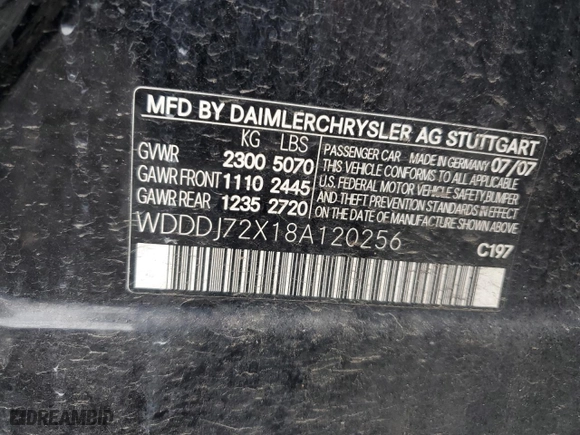 MFD BY DAIMLERCHRYSLER AG STUTTGART
KG LBS
GVWR 2300 5070
GAWR FRONT 1110 2445
GAWR REAR 1235 2720
PASSENGER CAR MADE IN GERMANY 07/07
THIS VEHICLE CONFORMS TO ALL APPLICABLE
U.S. FEDERAL MOTOR VEHICLE SAFETY, BUMPER
AND THEFT PREVENTION STANDARDS IN EFFECT
ON THE DATE OF MANUFACTURE SHOWN ABOVE
WDDDJ72X18A120256
C197
DREAMBID